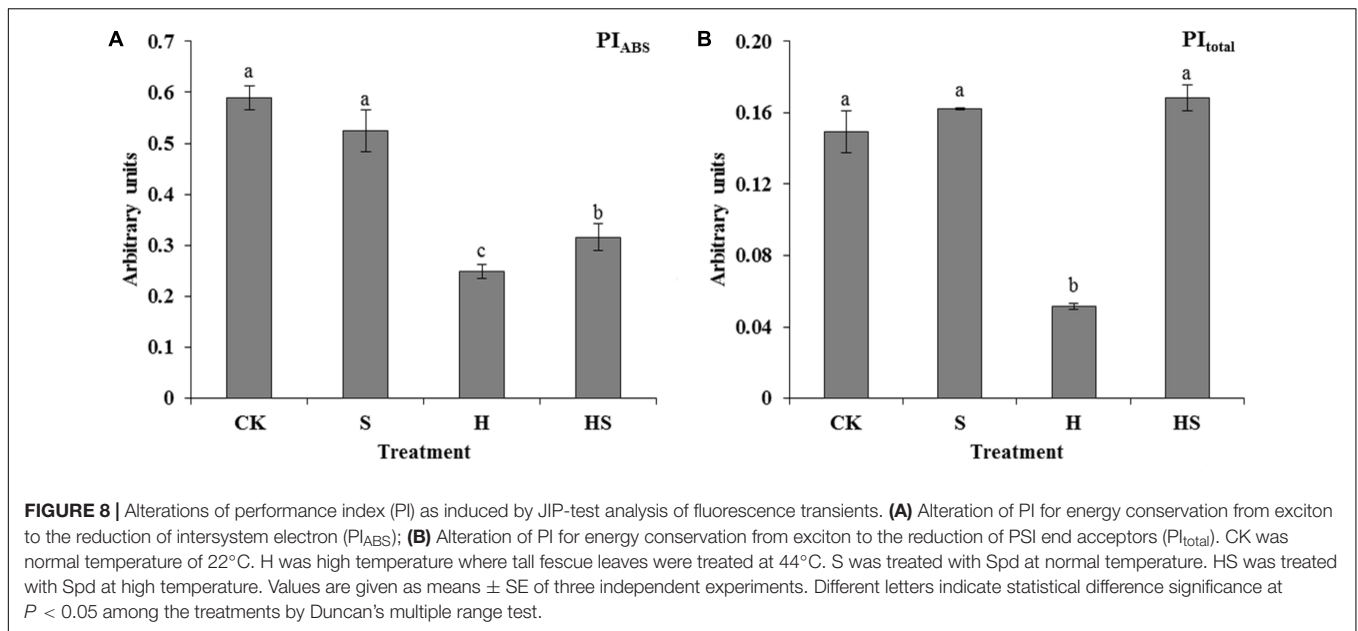 A
PI_ABS
0.7
0.6
0.5
0.4
0.3
0.2
0.1
0
Arbitrary units
a
a
c
b
CK S H HS
Treatment
B
PI_total
0.20
0.16
0.12
0.08
0.04
0
Arbitrary units
a
a
b
a
CK S H HS
Treatment
FIGURE 8 | Alterations of performance index (PI) as induced by JIP-test analysis of fluorescence transients. (A) Alteration of PI for energy conservation from exciton
to the reduction of intersystem electron (PI_ABS); (B) Alteration of PI for energy conservation from exciton to the reduction of PSI end acceptors (PI_total). CK was
normal temperature of 22°C. H was high temperature where tall fescue leaves were treated at 44°C. S was treated with Spd at normal temperature. HS was treated
with Spd at high temperature. Values are given as means ± SE of three independent experiments. Different letters indicate statistical difference significance at
P < 0.05 among the treatments by Duncan's multiple range test.